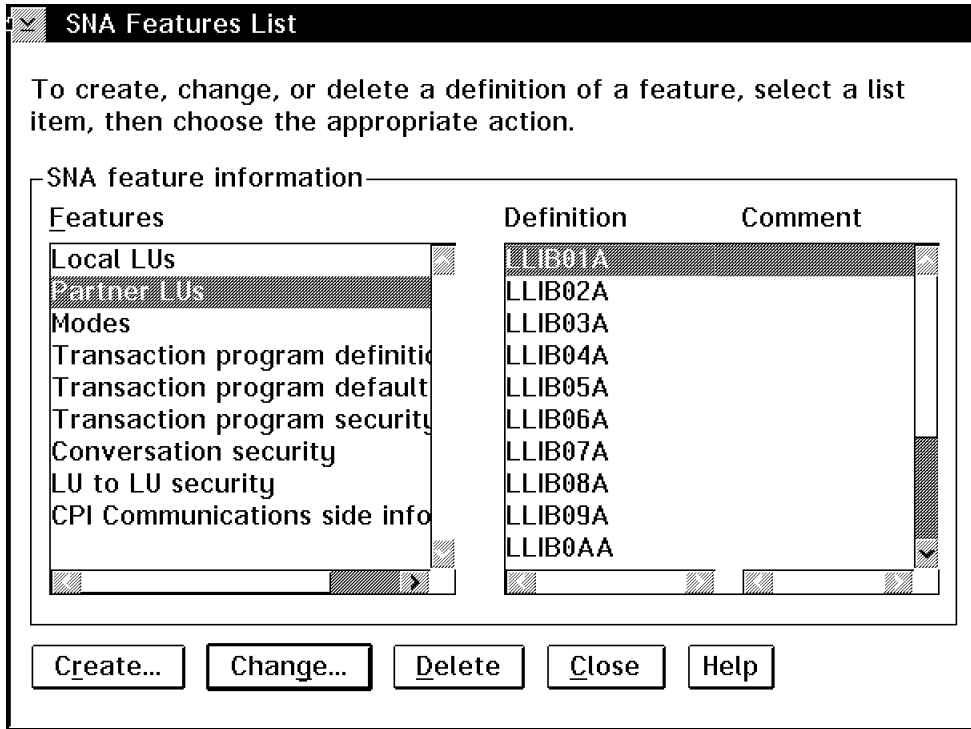 SNA Features List
To create, change, or delete a definition of a feature, select a list
item, then choose the appropriate action.
SNA feature information
Features
Local LUs
Partner LUs
Modes
Transaction program definitio
Transaction program default
Transaction program security
Conversation security
LU to LU security
CPI Communications side info
Definition Comment
LLIB01A
LLIB02A
LLIB03A
LLIB04A
LLIB05A
LLIB06A
LLIB07A
LLIB08A
LLIB09A
LLIB0AA
Create... Change... Delete Close Help